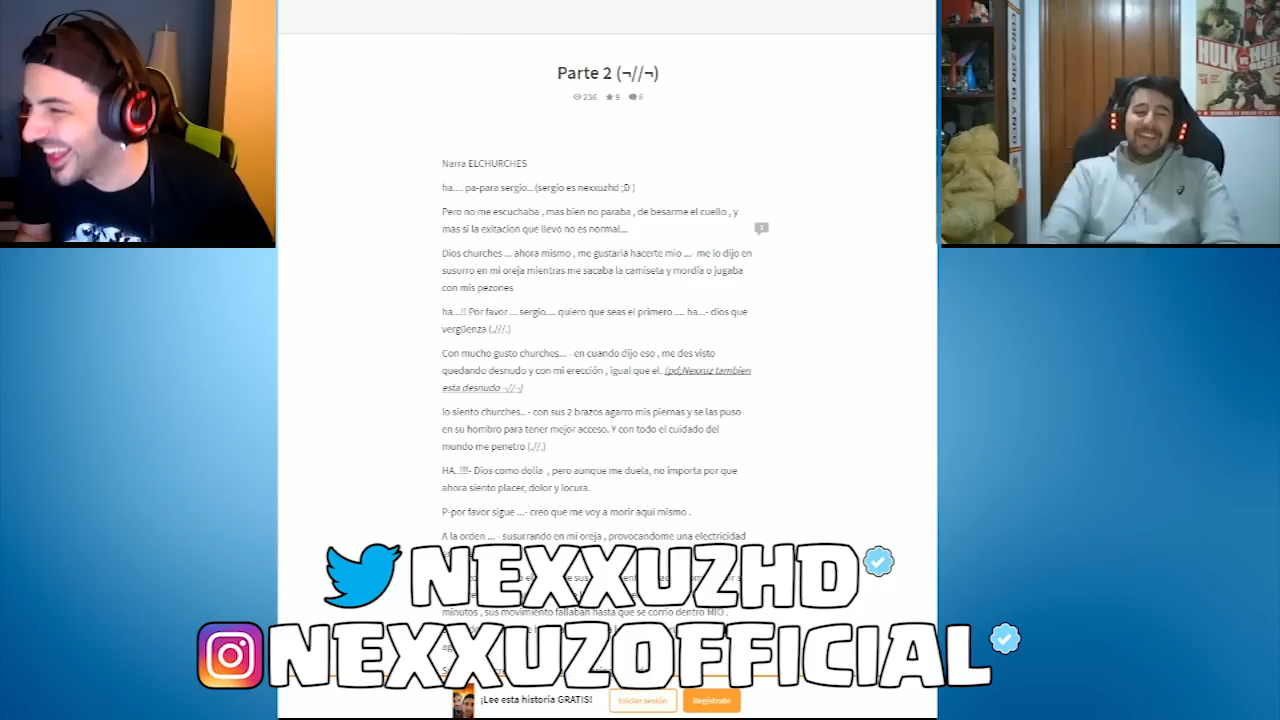 Parte 2 (¬//¬)
236 9 8
Narra ELCHURCHES
ha.... pa-para sergio...(sergio es nexxuzhd ;D )
Pero no me escuchaba , mas bien no paraba , de besarme el cuello , y
mas si la exitacion que llevo no es normal...
1
Dios churches ... ahora mismo , me gustaria hacerte mio ....- me lo dijo en
susurro en mi oreja mientras me sacaba la camiseta y mordía o jugaba
con mis pezones
ha...!! Por favor ... sergio.... quiero que seas el primero .... ha...- dios que
vergüenza (.///.)
Con mucho gusto churches... - en cuando dijo eso , me des visto
quedando desnudo y con mi erección , igual que el. (pd;Nexxuz tambien
esta desnudo ¬//¬)
lo siento churches.. - con sus 2 brazos agarro mis piernas y se las puso
en su hombro para tener mejor acceso. Y con todo el cuidado del
mundo me penetro (.//.)
HA..!!!!- Dios como dolia , pero aunque me duela, no importa por que
ahora siento placer, dolor y locura.
P-por favor sigue ...- creo que me voy a morir aqui mismo .
A la orden ... - susurrando en mi oreja , provocandome una electricidad
minutos , sus movimiento fallaban hasta que se corrio dentro MIO .
NEXXUZHD
NEXXUZOFFICIAL
¡Lee esta historia GRATIS!
Iniciar sesión
Regístrate
CORAZON BLANCO
HULK
VS